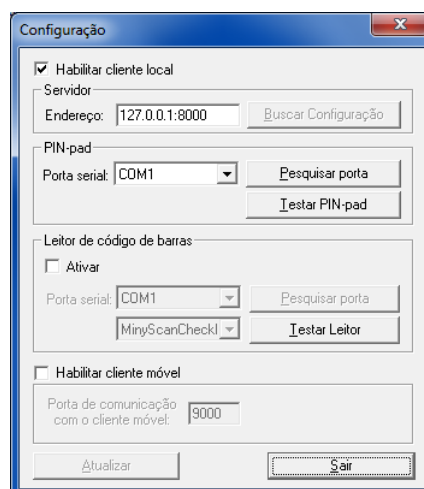 Configuração
Habilitar cliente local
Servidor
Endereço: 127.0.0.1:8000 Buscar Configuração
PIN-pad
Porta serial: COM1 Pesquisar porta
Testar PIN-pad
Leitor de código de barras
Ativar
Porta serial: COM1 Pesquisar porta
MinyScanCheckI Testar Leitor
Habilitar cliente móvel
Porta de comunicação
com o cliente móvel: 9000
Atualizar Sair